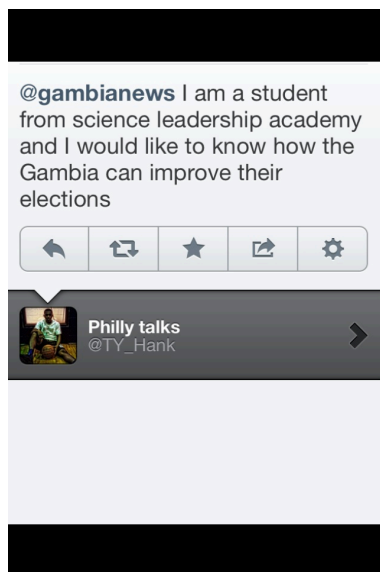 @gambianews I am a student
from science leadership academy
and I would like to know how the
Gambia can improve their
elections
Philly talks
@TY_Hank